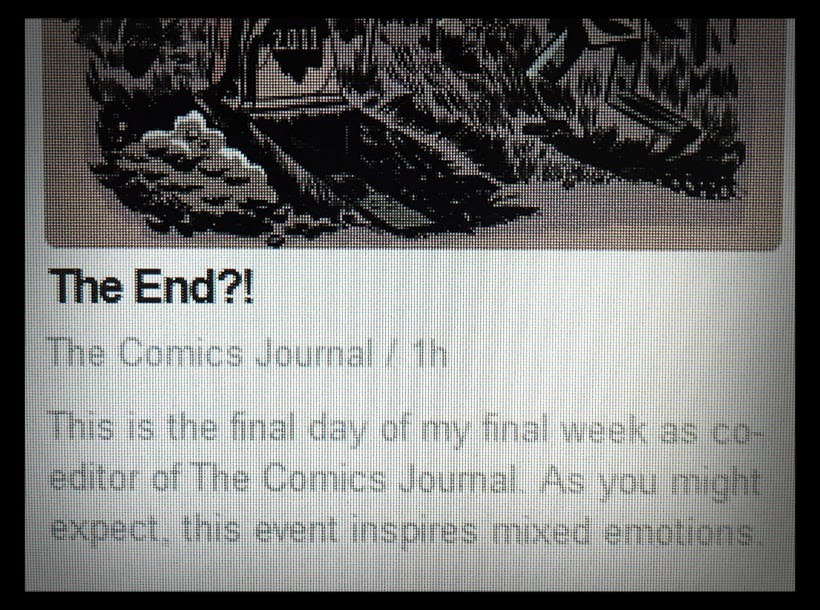 2011
The End?!
The Comics Journal / 1h
This is the final day of my final week as co-
editor of The Comics Journal. As you might
expect, this event inspires mixed emotions.